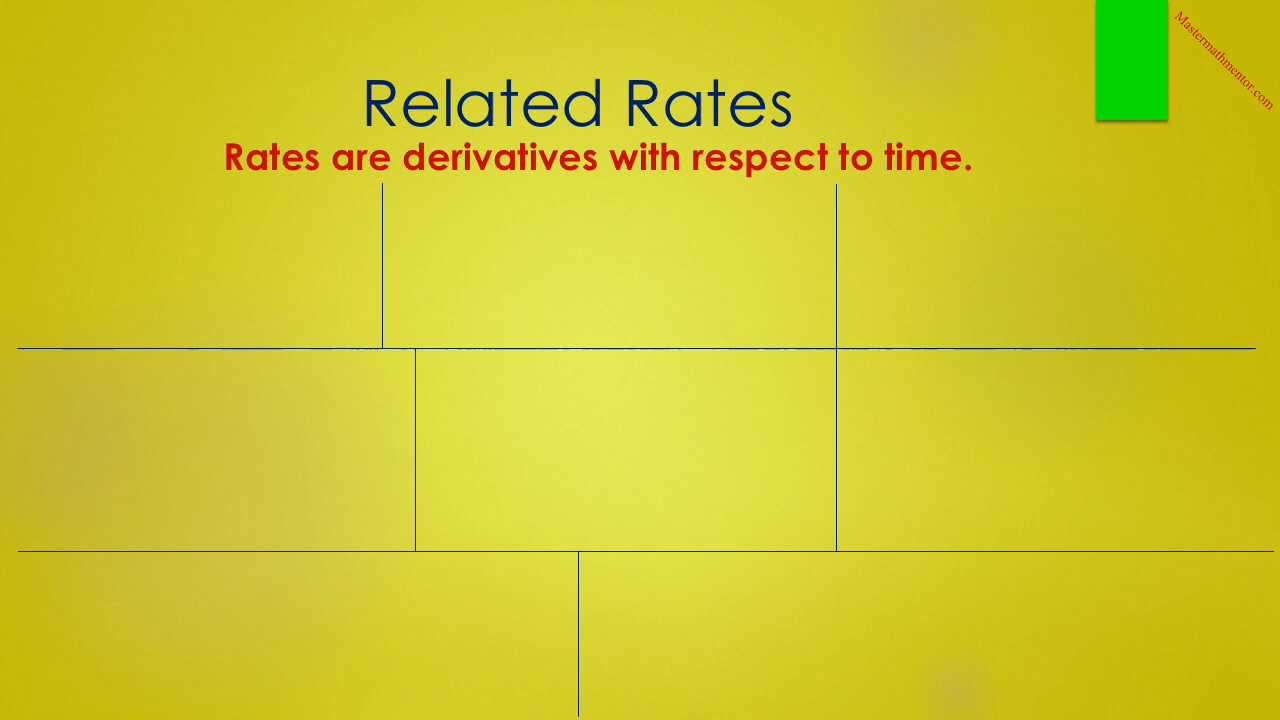 Mastermathmentor.com
Related Rates
Rates are derivatives with respect to time.